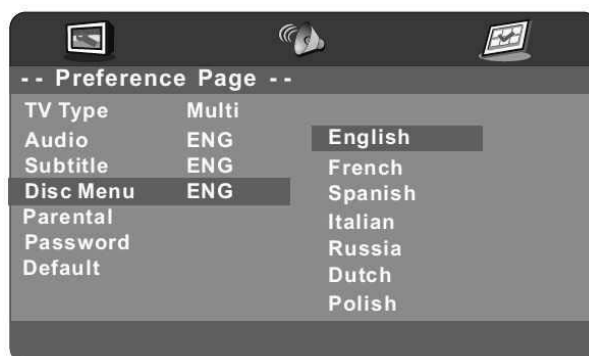 -- Preference Page --
TV Type Multi
Audio ENG English
Subtitle ENG French
Disc Menu ENG Spanish
Parental Italian
Password Russia
Default Dutch
Polish